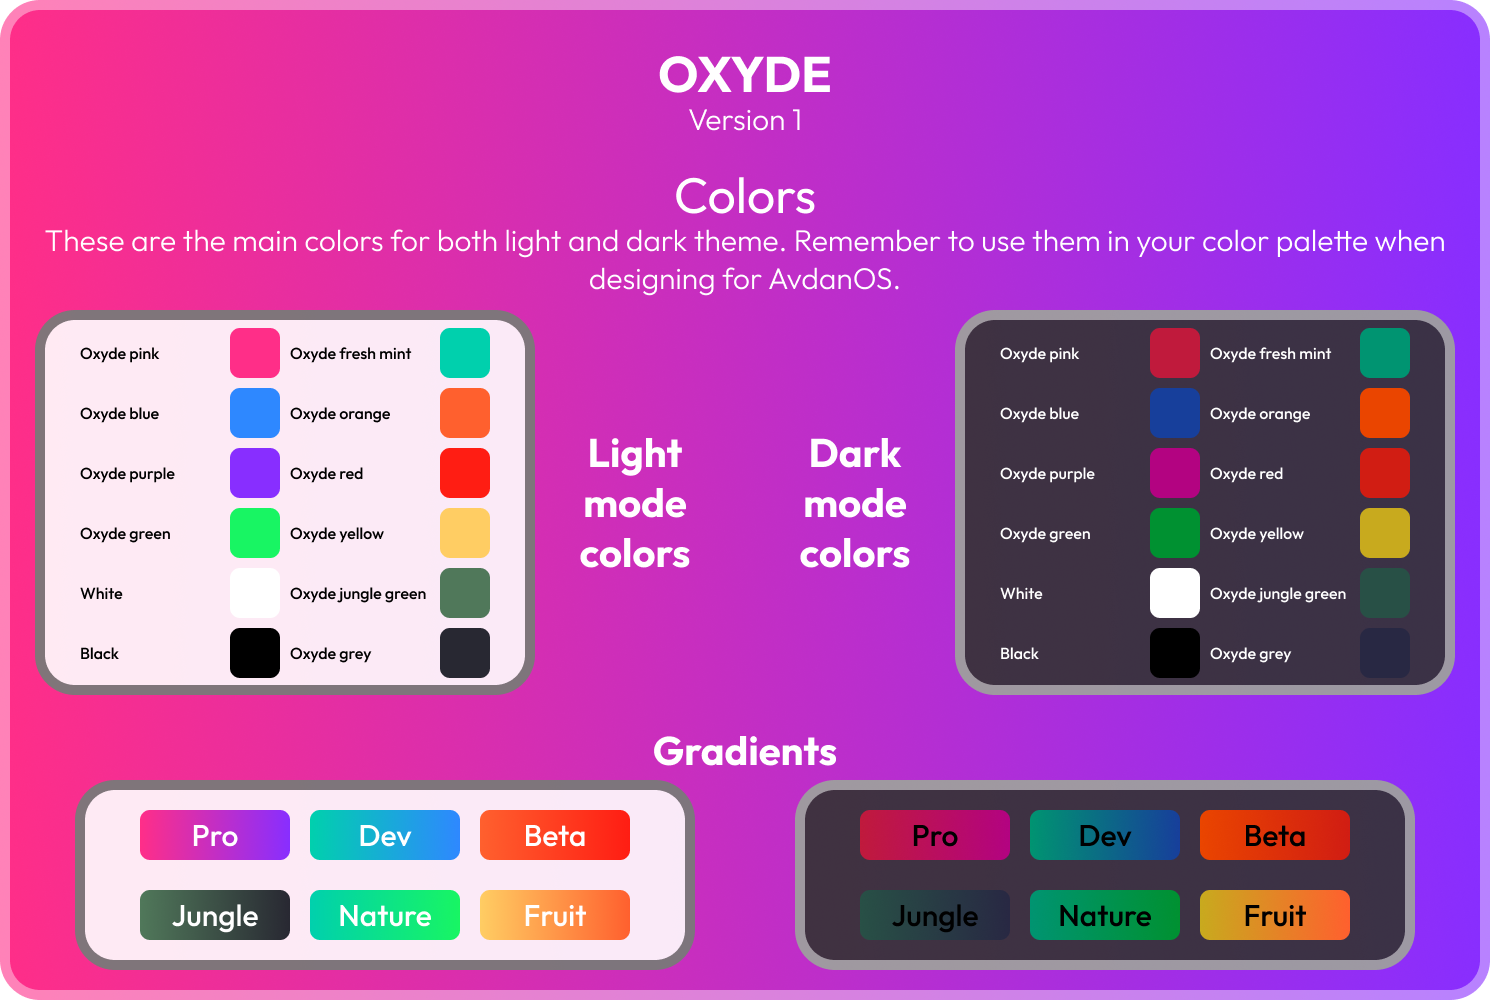 OXYDE
Version 1
Colors
These are the main colors for both light and dark theme. Remember to use them in your color palette when
designing for AvdanOS.
Oxyde pink
Oxyde fresh mint
Oxyde blue
Oxyde orange
Oxyde purple
Oxyde red
Oxyde green
Oxyde yellow
White
Oxyde jungle green
Black
Oxyde grey
Light
mode
colors
Dark
mode
colors
Oxyde pink
Oxyde fresh mint
Oxyde blue
Oxyde orange
Oxyde purple
Oxyde red
Oxyde green
Oxyde yellow
White
Oxyde jungle green
Black
Oxyde grey
Gradients
Pro
Dev
Beta
Jungle
Nature
Fruit
Pro
Dev
Beta
Jungle
Nature
Fruit